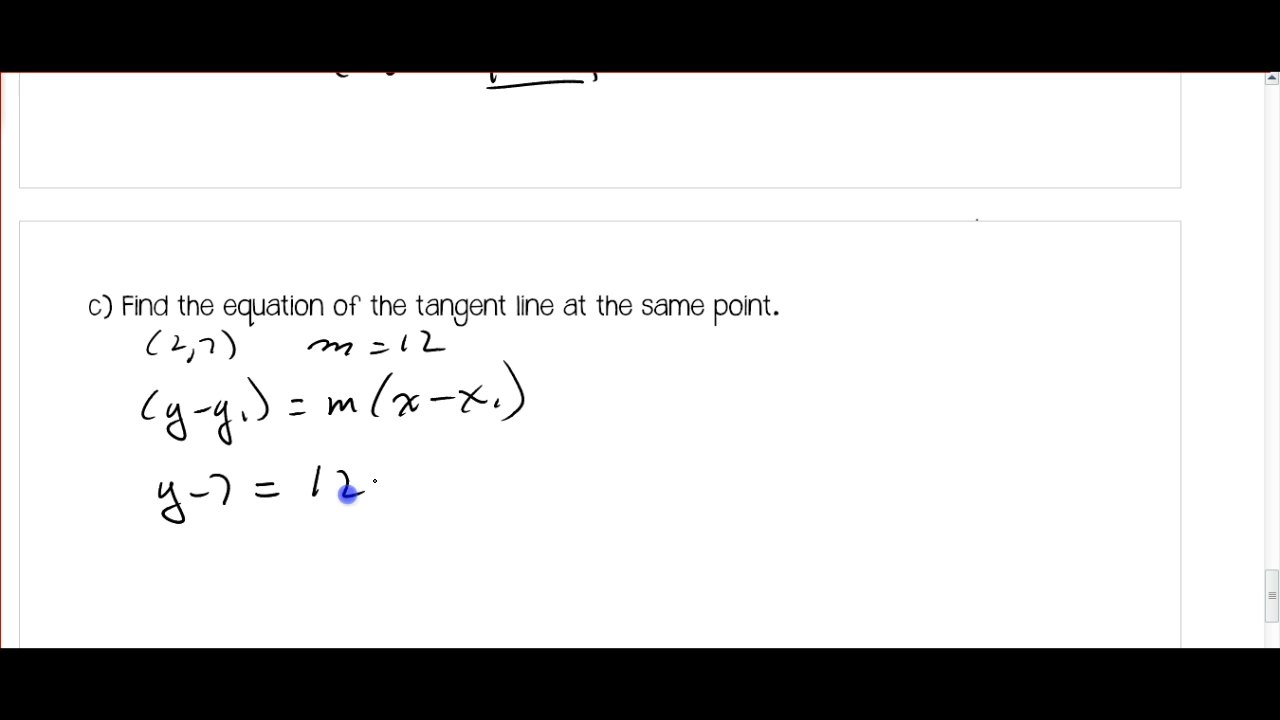 c) Find the equation of the tangent line at the same point.
(2,7) m = 12
(y-y₁) = m(x-x₁)
y-7 = 12